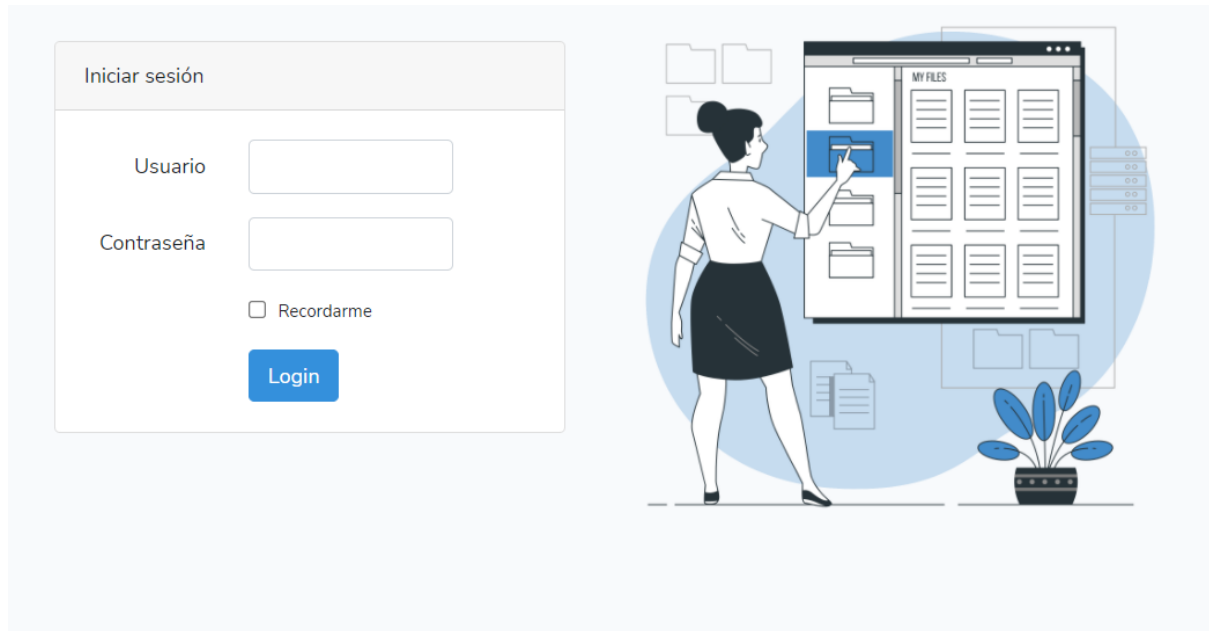 Iniciar sesión
Usuario
Contraseña
Recordarme
Login
MY FILES